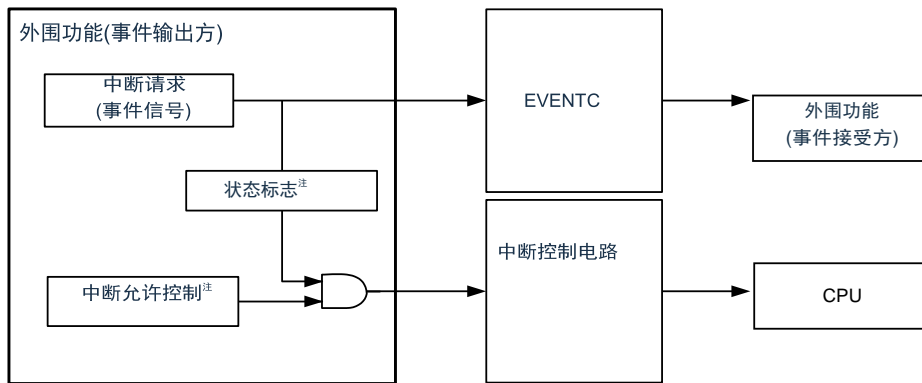 外围功能(事件输出方)
中断请求
(事件信号)
EVENTC
外围功能
(事件接受方)
状态标志注
中断控制电路
中断允许控制注
CPU